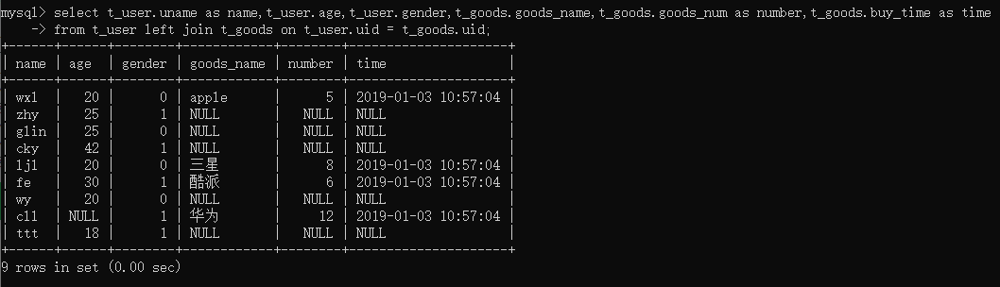 mysql> select t_user.uname as name,t_user.age,t_user.gender,t_goods.goods_name,t_goods.goods_num as number,t_goods.buy_time as time
    -> from t_user left join t_goods on t_user.uid = t_goods.uid;
+------+------+--------+------------+--------+---------------------+
| name | age  | gender | goods_name | number | time                |
+------+------+--------+------------+--------+---------------------+
| wxl  |   20 |      0 | apple      |      5 | 2019-01-03 10:57:04 |
| zhy  |   25 |      1 | NULL       |   NULL | NULL                |
| glin |   25 |      0 | NULL       |   NULL | NULL                |
| cky  |   42 |      1 | NULL       |   NULL | NULL                |
| ljl  |   20 |      0 | 三星       |      8 | 2019-01-03 10:57:04 |
| fe   |   30 |      1 | 酷派       |      6 | 2019-01-03 10:57:04 |
| wy   |   20 |      0 | NULL       |   NULL | NULL                |
| cll  | NULL |      1 | 华为       |     12 | 2019-01-03 10:57:04 |
| ttt  |   18 |      1 | NULL       |   NULL | NULL                |
+------+------+--------+------------+--------+---------------------+
9 rows in set (0.00 sec)